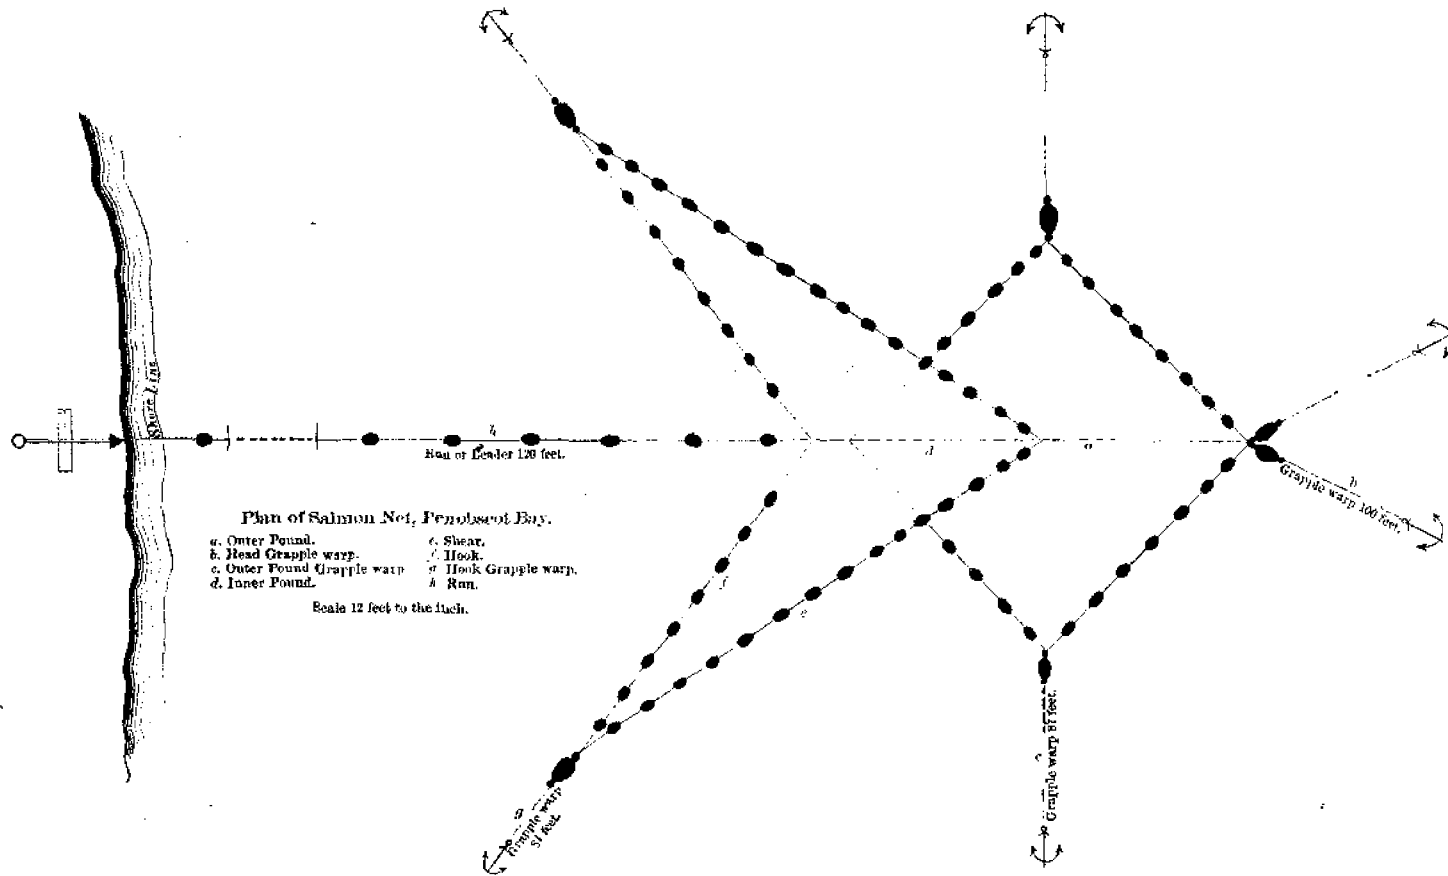 Shore Line
h
Run or Leader 120 feet.
d
a
b
Grapple warp 100 feet.
Plan of Salmon Net, Penobscot Bay.
a. Outer Pound.
b. Head Grapple warp.
c. Outer Pound Grapple warp
d. Inner Pound.
e. Shear.
f. Hook.
g Hook Grapple warp.
h Run.
Scale 12 feet to the inch.
f
e
c
Grapple warp 81 feet.
g
Grapple warp
51 feet.